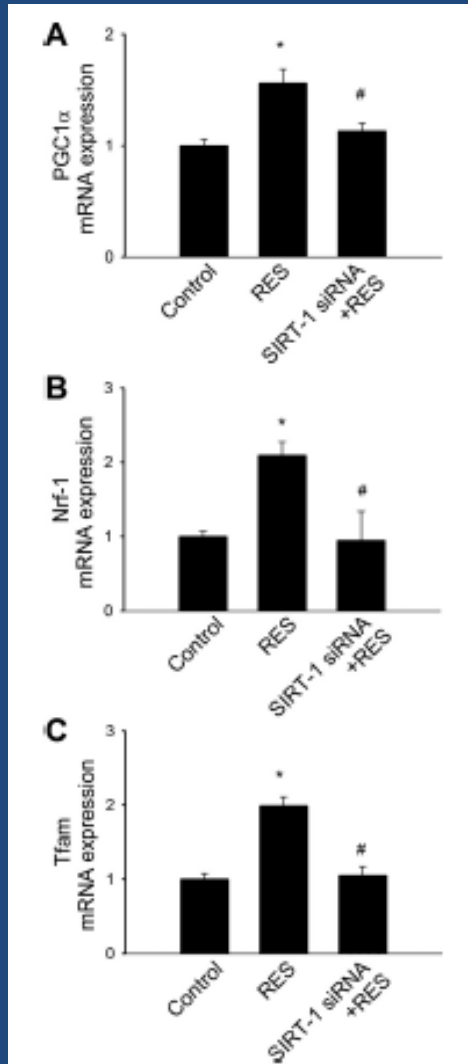 A
PGC1α
mRNA expression
2
1
0
*
#
Control
RES
SIRT-1 siRNA
+RES
B
Nrf-1
mRNA expression
3
2
1
0
*
#
Control
RES
SIRT-1 siRNA
+RES
C
Tfam
mRNA expression
3
2
1
0
*
#
Control
RES
SIRT-1 siRNA
+RES